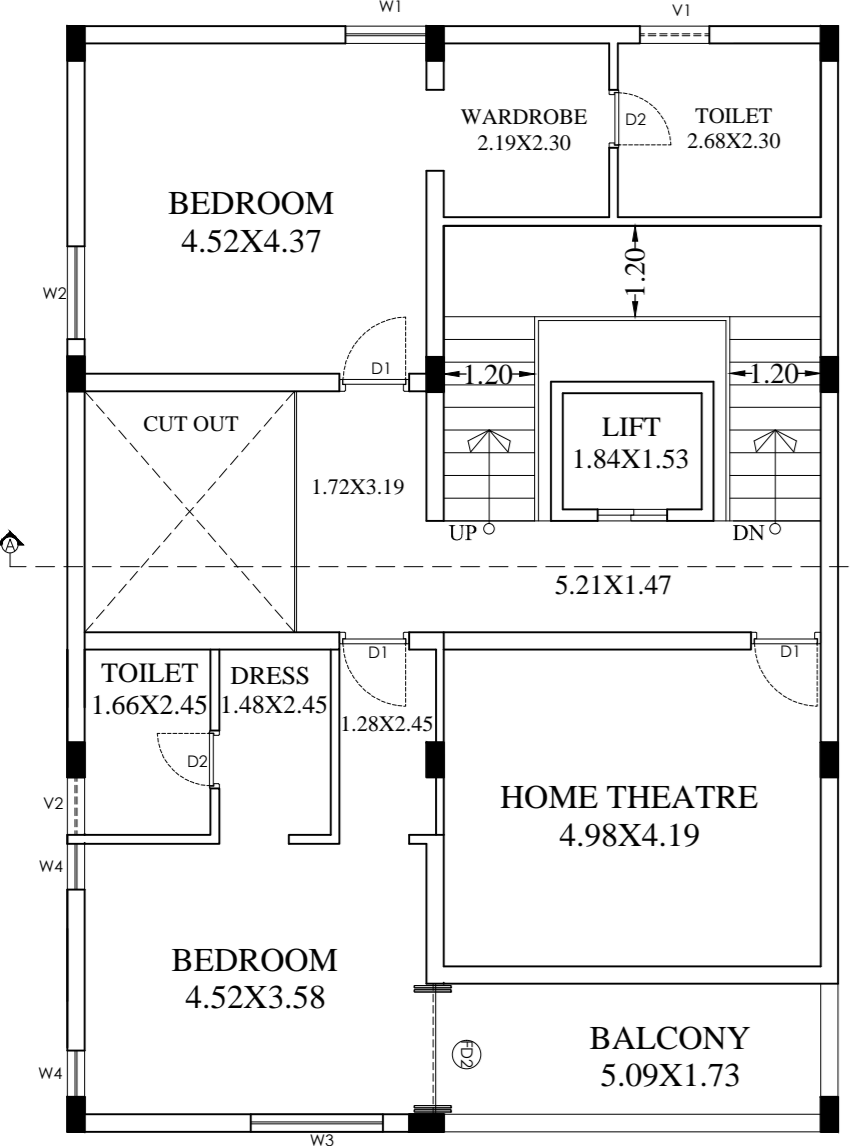 W1
V1
WARDROBE
2.19X2.30
D2
TOILET
2.68X2.30
BEDROOM
4.52X4.37
1.20
W2
D1
1.20
1.20
CUT OUT
LIFT
1.84X1.53
1.72X3.19
UP
DN
A
5.21X1.47
D1
D1
TOILET
1.66X2.45
DRESS
1.48X2.45
1.28X2.45
D2
V2
HOME THEATRE
4.98X4.19
W4
BEDROOM
4.52X3.58
FD2
BALCONY
5.09X1.73
W4
W3